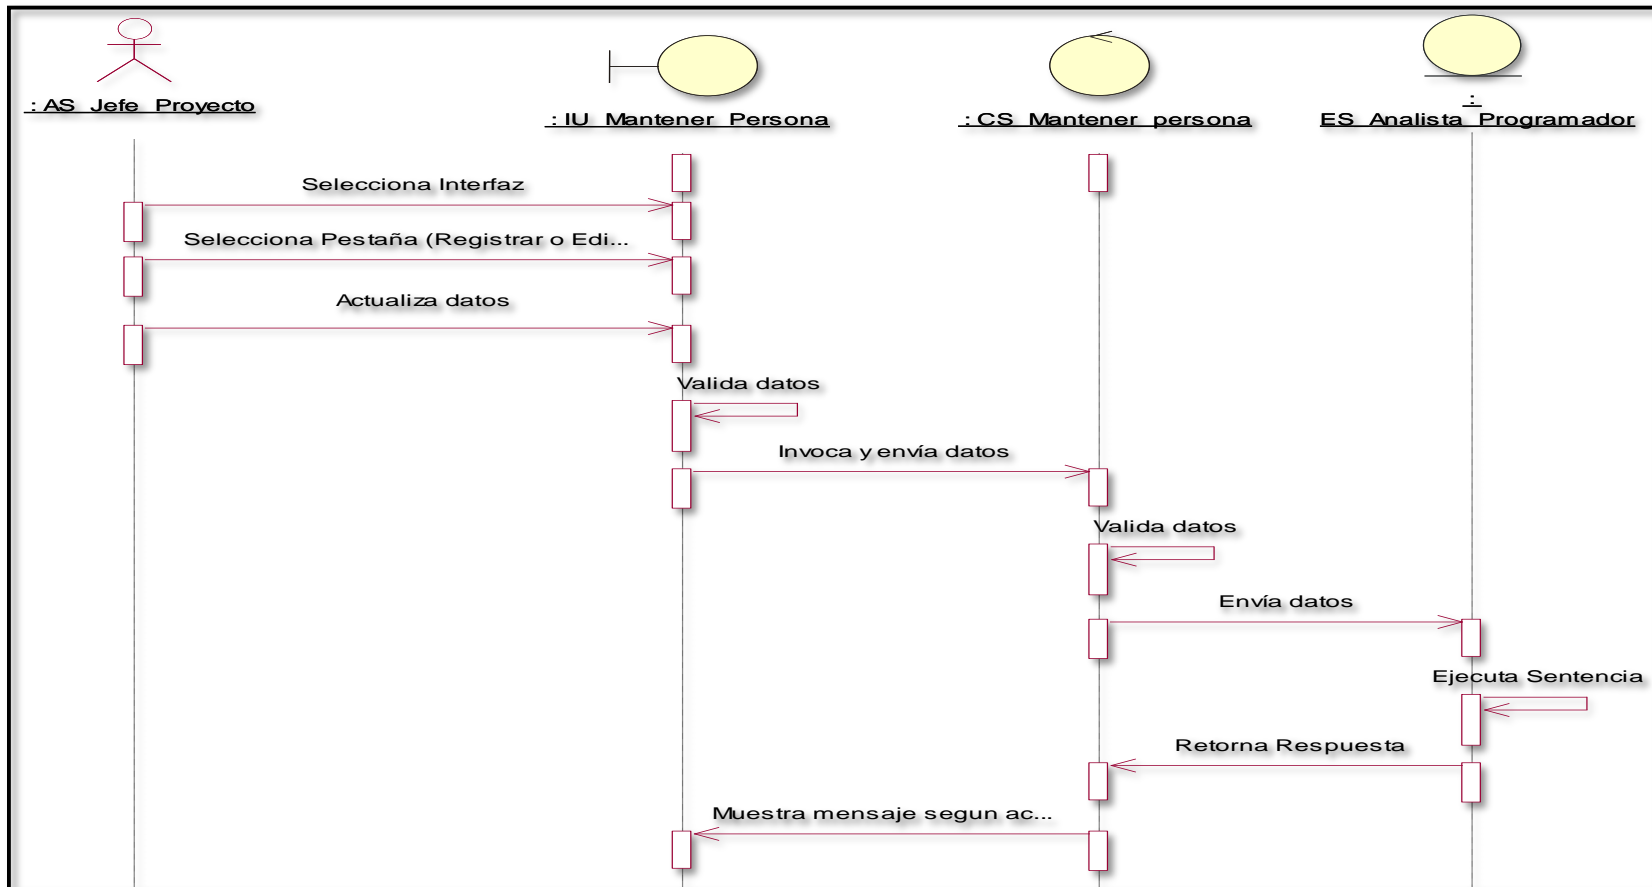 : AS_Jefe_Proyecto
: IU_Mantener_Persona
: CS_Mantener_persona
:
ES_Analista_Programador
Selecciona Interfaz
Selecciona Pestaña (Registrar o Edi...
Actualiza datos
Valida datos
Invoca y envía datos
Valida datos
Envía datos
Ejecuta Sentencia
Retorna Respuesta
Muestra mensaje segun ac...